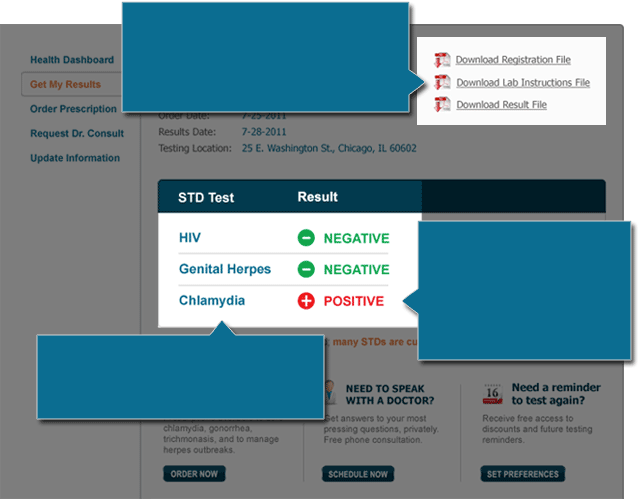 Download Registration File
Download Lab Instructions File
Download Result File
Health Dashboard
Get My Results
Order Prescription
Request Dr. Consult
Update Information
Order Date: 7-25-2011
Results Date: 7-28-2011
Testing Location: 25 E. Washington St., Chicago, IL 60602
STD Test Result
HIV NEGATIVE
Genital Herpes NEGATIVE
Chlamydia POSITIVE
many STDs are
NEED TO SPEAK
WITH A DOCTOR?
Get answers to your most
pressing questions, privately.
Free phone consultation.
SCHEDULE NOW
16
Need a reminder
to test again?
Receive free access to
discounts and future testing
reminders.
SET PREFERENCES
chlamydia, gonorrhea,
trichmonasis, and to manage
herpes outbreaks.
ORDER NOW